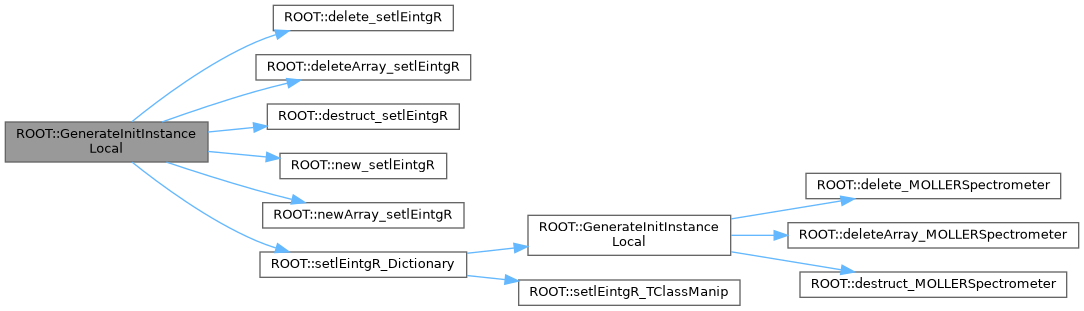 ROOT::delete_setlEintgR
ROOT::deleteArray_setlEintgR
ROOT::destruct_setlEintgR
ROOT::GenerateInitInstance
Local
ROOT::new_setlEintgR
ROOT::newArray_setlEintgR
ROOT::setlEintgR_Dictionary
ROOT::GenerateInitInstance
Local
ROOT::setlEintgR_TClassManip
ROOT::delete_MOLLERSpectrometer
ROOT::deleteArray_MOLLERSpectrometer
ROOT::destruct_MOLLERSpectrometer